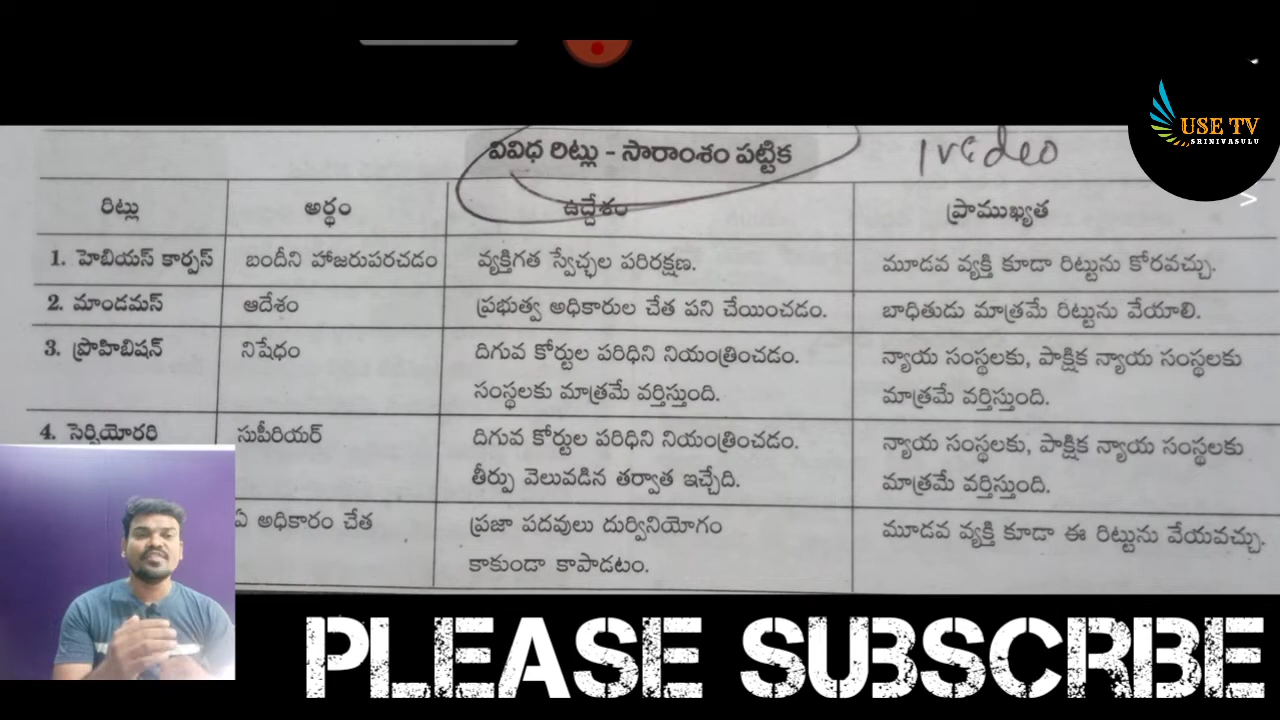 USE TV
SRINIVASULU
వివిధ రిట్లు - సారాంశం పట్టిక
1 video
>
రిట్లు అర్థం ఉద్దేశం ప్రాముఖ్యత
1. హెబియస్ కార్పస్ బందీని హాజరుపరచడం వ్యక్తిగత స్వేచ్ఛల పరిరక్షణ. మూడవ వ్యక్తి కూడా రిట్టును కోరవచ్చు.
2. మాండమస్ ఆదేశం ప్రభుత్వ అధికారుల చేత పని చేయించడం. బాధితుడు మాత్రమే రిట్టును వేయాలి.
3. ప్రొహిబిషన్ నిషేధం దిగువ కోర్టుల పరిధిని నియంత్రించడం. న్యాయ సంస్థలకు, పాక్షిక న్యాయ సంస్థలకు
సంస్థలకు మాత్రమే వర్తిస్తుంది. మాత్రమే వర్తిస్తుంది.
4. సెర్షియోరరి సుపీరియర్ దిగువ కోర్టుల పరిధిని నియంత్రించడం. న్యాయ సంస్థలకు, పాక్షిక న్యాయ సంస్థలకు
తీర్పు వెలువడిన తర్వాత ఇచ్చేది. మాత్రమే వర్తిస్తుంది.
ఏ అధికారం చేత ప్రజా పదవులు దుర్వినియోగం మూడవ వ్యక్తి కూడా ఈ రిట్టును వేయవచ్చు.
కాకుండా కాపాడటం.
PLEASE SUBSCRBE